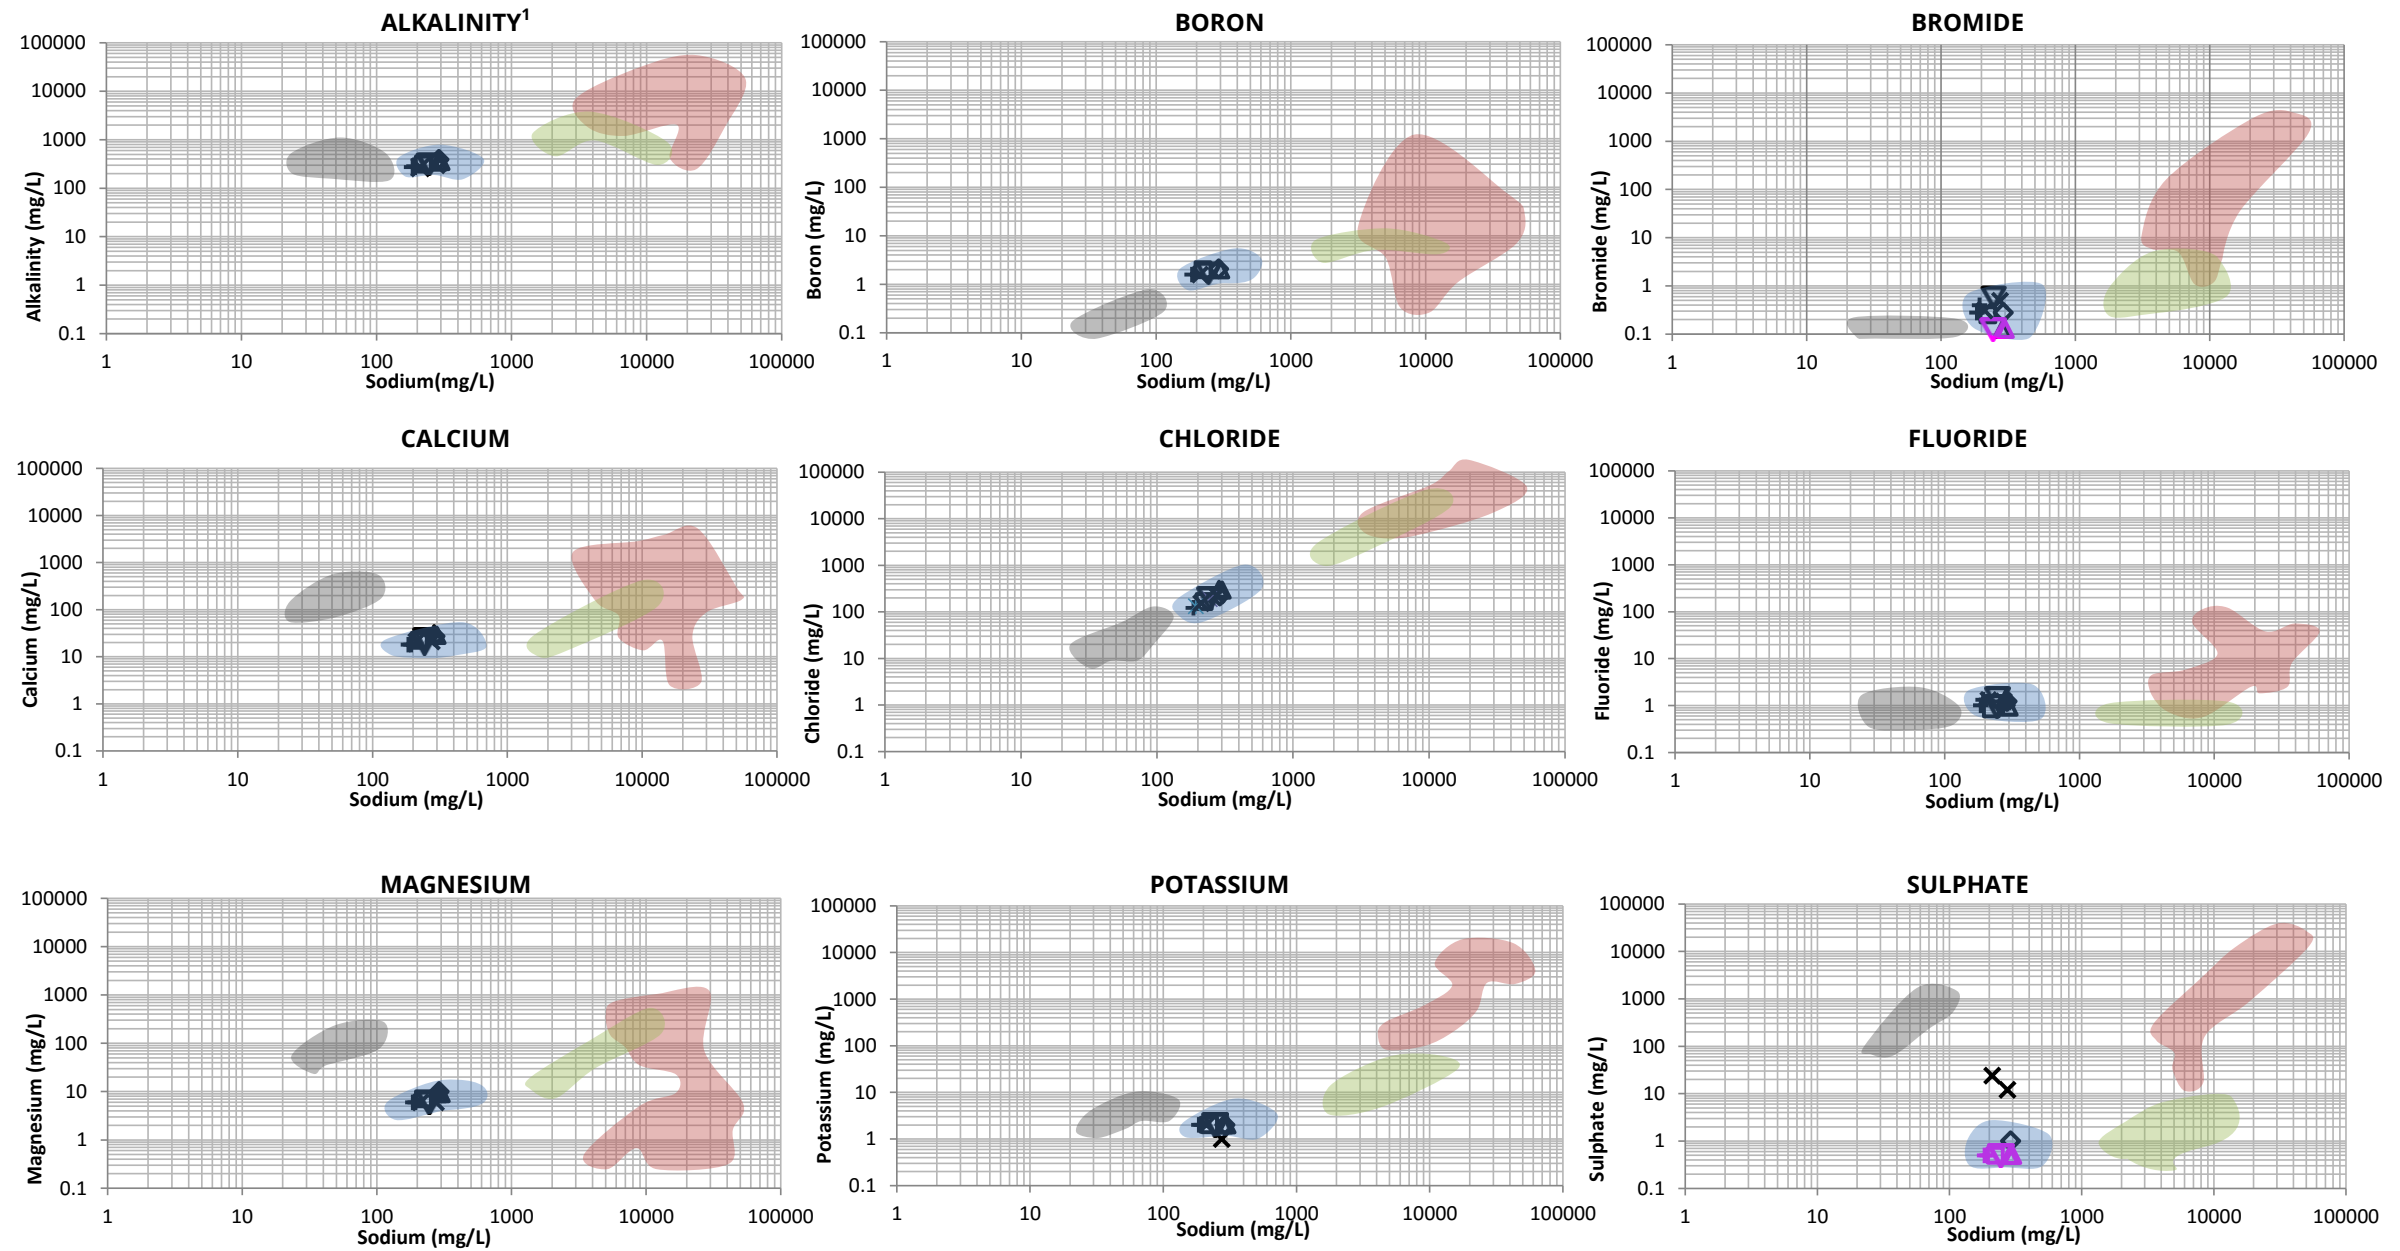 ALKALINITY¹
100000
10000
1000
100
10
1
0.1
Alkalinity (mg/L)
1 10 100 1000 10000 100000
Sodium(mg/L)
BORON
100000
10000
1000
100
10
1
0.1
Boron (mg/L)
1 10 100 1000 10000 100000
Sodium (mg/L)
BROMIDE
100000
10000
1000
100
10
1
0.1
Bromide (mg/L)
1 10 100 1000 10000 100000
Sodium (mg/L)
CALCIUM
100000
10000
1000
100
10
1
0.1
Calcium (mg/L)
1 10 100 1000 10000 100000
Sodium (mg/L)
CHLORIDE
100000
10000
1000
100
10
1
0.1
Chloride (mg/L)
1 10 100 1000 10000 100000
Sodium (mg/L)
FLUORIDE
100000
10000
1000
100
10
1
0.1
Fluoride (mg/L)
1 10 100 1000 10000 100000
Sodium (mg/L)
MAGNESIUM
100000
10000
1000
100
10
1
0.1
Magnesium (mg/L)
1 10 100 1000 10000 100000
Sodium (mg/L)
POTASSIUM
100000
10000
1000
100
10
1
0.1
Potassium (mg/L)
1 10 100 1000 10000 100000
Sodium (mg/L)
SULPHATE
100000
10000
1000
100
10
1
0.1
Sulphate (mg/L)
1 10 100 1000 10000 100000
Sodium (mg/L)